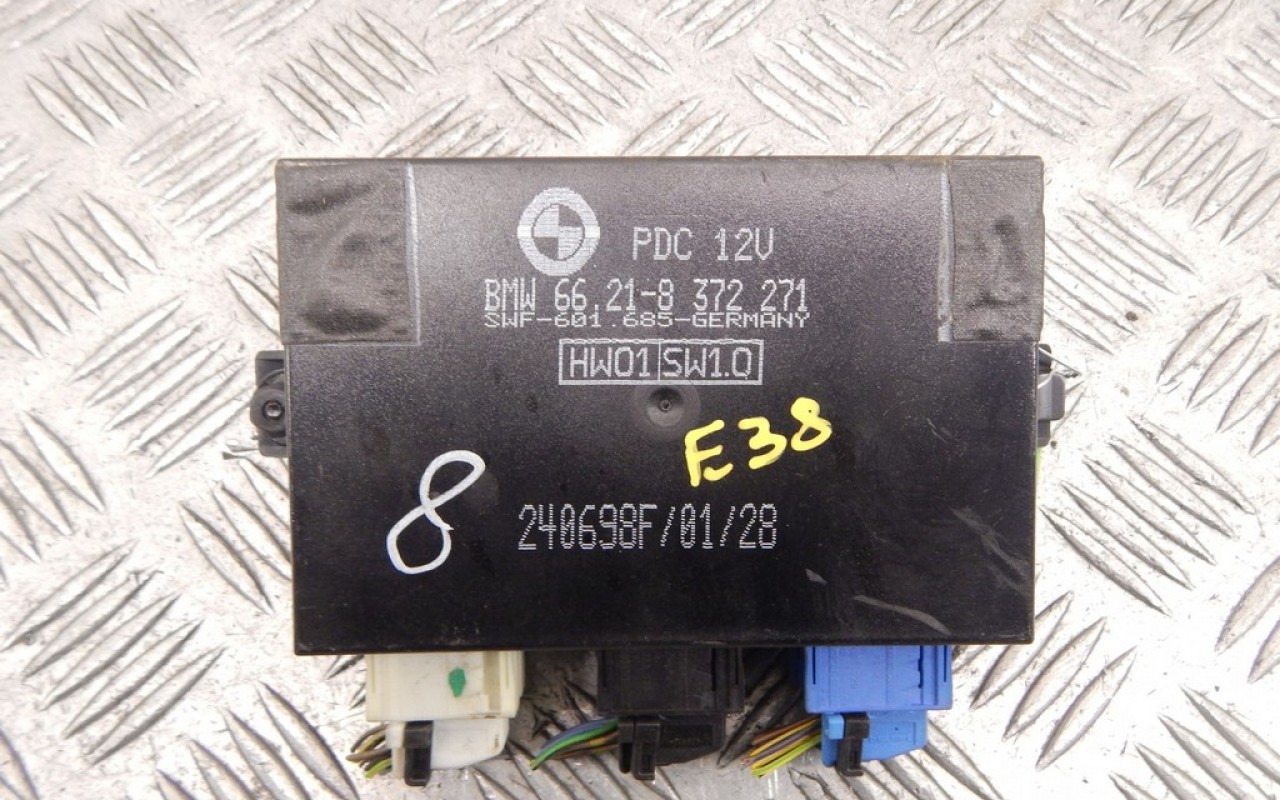 PDC 12V
BMW 66.21-8 372 271
SWF-601.685-GERMANY
HW01 SW1.0
E38
8
240698F/01/28